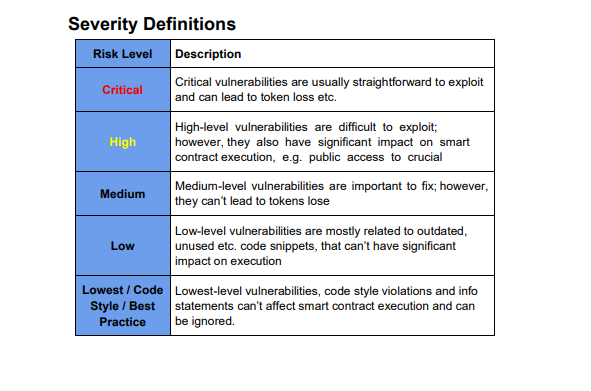 Severity Definitions
Risk Level Description
Critical
Critical vulnerabilities are usually straightforward to exploit
and can lead to token loss etc.
High
High-level vulnerabilities are difficult to exploit;
however, they also have significant impact on smart
contract execution, e.g. public access to crucial
Medium
Medium-level vulnerabilities are important to fix; however,
they can’t lead to tokens lose
Low
Low-level vulnerabilities are mostly related to outdated,
unused etc. code snippets, that can’t have significant
impact on execution
Lowest / Code
Style / Best
Practice
Lowest-level vulnerabilities, code style violations and info
statements can’t affect smart contract execution and can
be ignored.